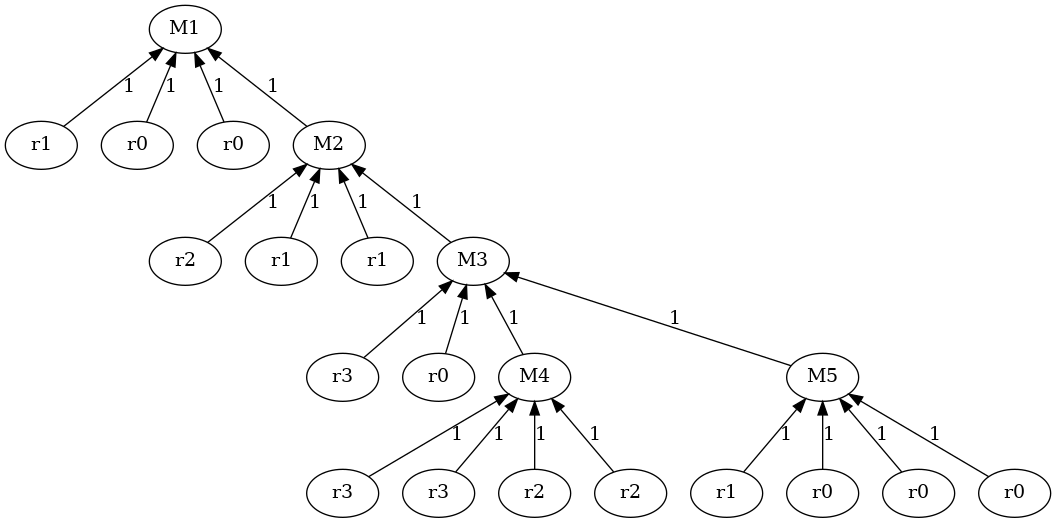 M1
1 1 1 1
r1 r0 r0 M2
1 1 1 1
r2 r1 r1 M3
1 1 1 1
r3 r0 M4 M5
1 1 1 1 1 1 1 1
r3 r3 r2 r2 r1 r0 r0 r0